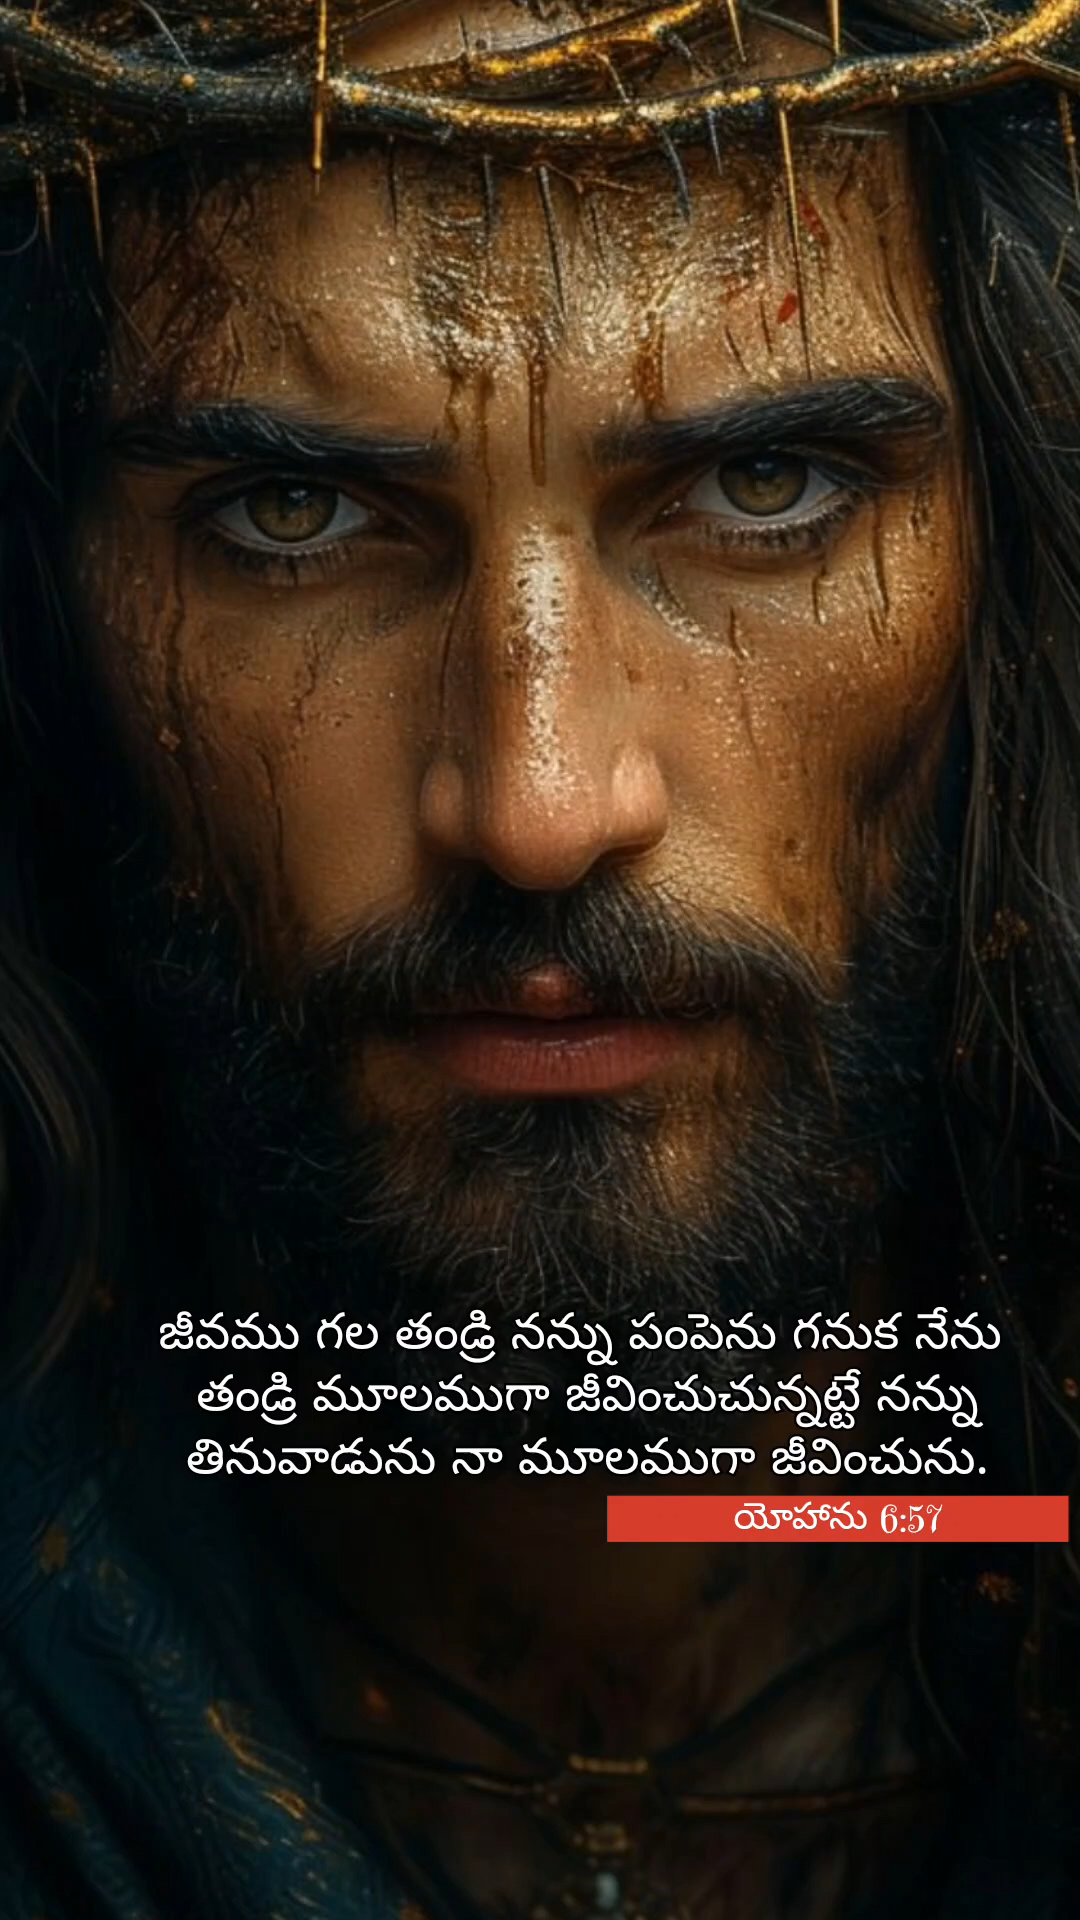 జీవము గల తండ్రి నన్ను పంపెను గనుక నేను
తండ్రి మూలముగా జీవించుచున్నట్టే నన్ను
తినువాడును నా మూలముగా జీవించును.
యోహాను 6:57